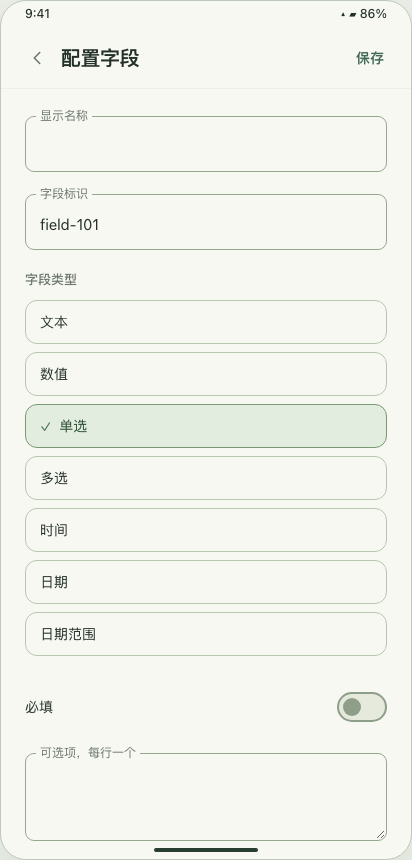 9:41
86%
配置字段
保存
显示名称
字段标识
field-101
字段类型
文本
数值
✓ 单选
多选
时间
日期
日期范围
必填
可选项，每行一个